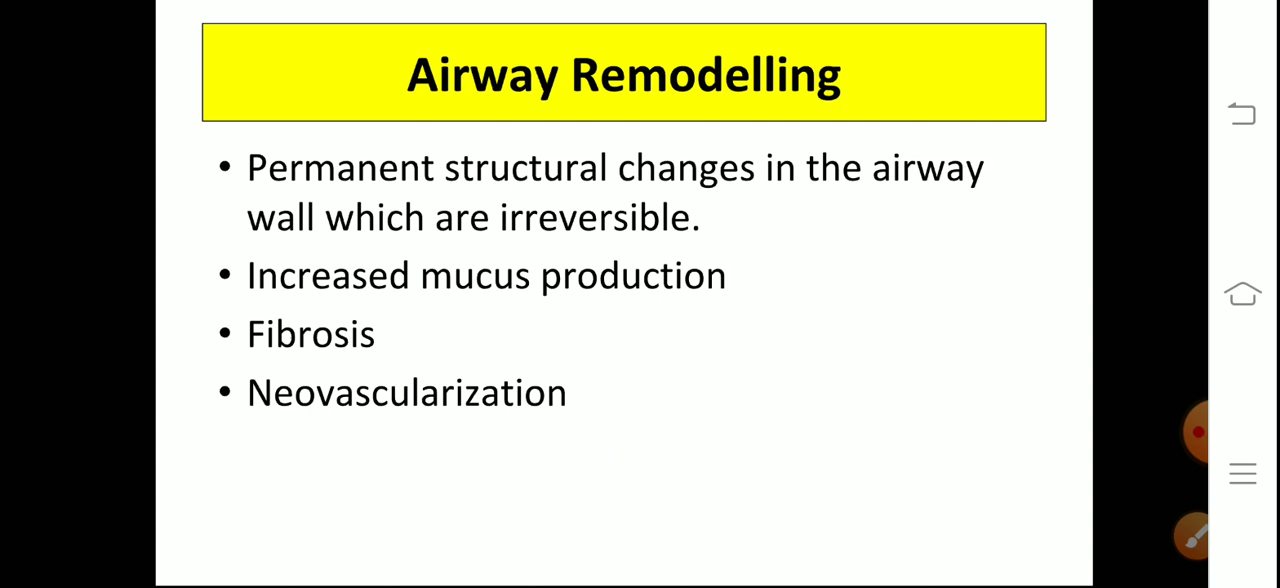 Airway Remodelling
• Permanent structural changes in the airway
wall which are irreversible.
• Increased mucus production
• Fibrosis
• Neovascularization